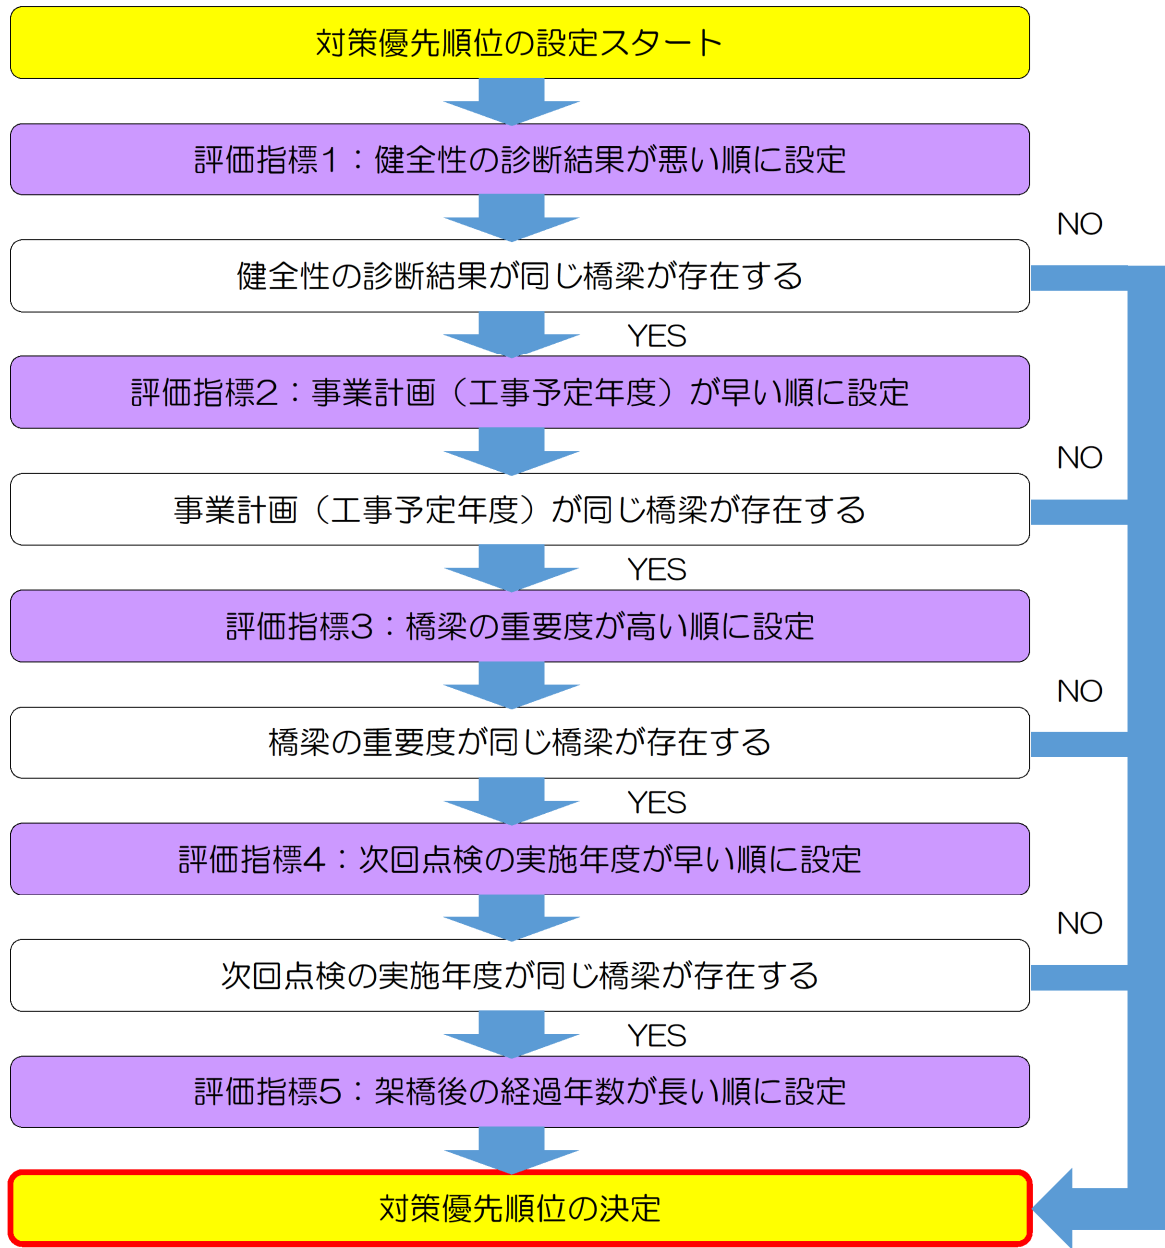 対策優先順位の設定スタート
評価指標1：健全性の診断結果が悪い順に設定
NO
健全性の診断結果が同じ橋梁が存在する
YES
評価指標2：事業計画（工事予定年度）が早い順に設定
NO
事業計画（工事予定年度）が同じ橋梁が存在する
YES
評価指標3：橋梁の重要度が高い順に設定
NO
橋梁の重要度が同じ橋梁が存在する
YES
評価指標4：次回点検の実施年度が早い順に設定
NO
次回点検の実施年度が同じ橋梁が存在する
YES
評価指標5：架橋後の経過年数が長い順に設定
対策優先順位の決定